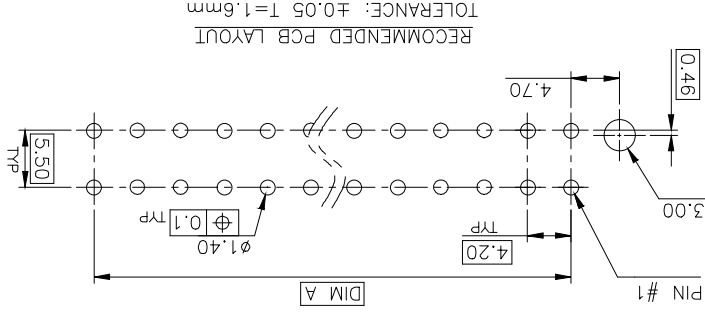 PIN #1
DIM A
4.20
TYP
3.00
ø1.40
⌖ 0.1 TYP
5.50
TYP
4.70
0.46
RECOMMENDED PCB LAYOUT
TOLERANCE: ±0.05 T=1.6mm